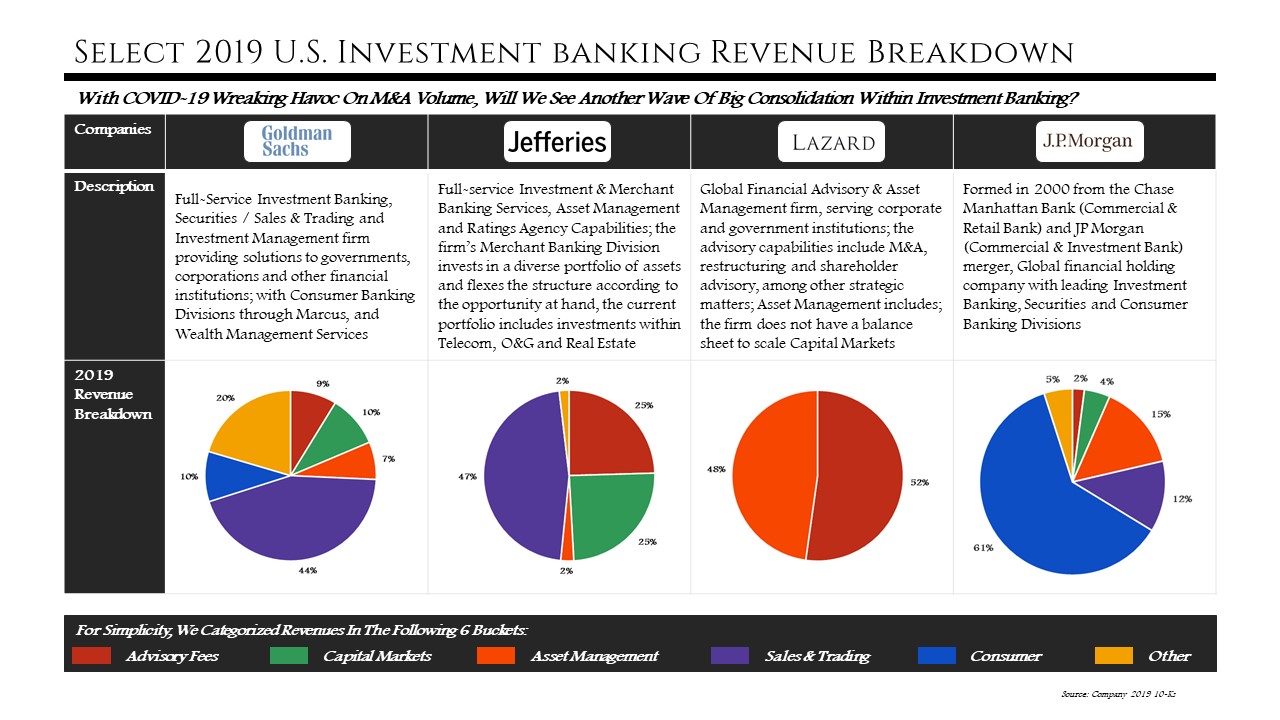 Select 2019 U.S. Investment banking Revenue Breakdown
With COVID-19 Wreaking Havoc On M&A Volume, Will We See Another Wave Of Big Consolidation Within Investment Banking?
Companies
Goldman
Sachs
Jefferies
LAZARD
J.P.Morgan
Description
Full-Service Investment Banking,
Securities / Sales & Trading and
Investment Management firm
providing solutions to governments,
corporations and other financial
institutions; with Consumer Banking
Divisions through Marcus, and
Wealth Management Services
Full-service Investment & Merchant
Banking Services, Asset Management
and Ratings Agency Capabilities; the
firm's Merchant Banking Division
invests in a diverse portfolio of assets
and flexes the structure according to
the opportunity at hand, the current
portfolio includes investments within
Telecom, O&G and Real Estate
Global Financial Advisory & Asset
Management firm, serving corporate
and government institutions; the
advisory capabilities include M&A,
restructuring and shareholder
advisory, among other strategic
matters; Asset Management includes;
the firm does not have a balance
sheet to scale Capital Markets
Formed in 2000 from the Chase
Manhattan Bank (Commercial &
Retail Bank) and JP Morgan
(Commercial & Investment Bank)
merger, Global financial holding
company with leading Investment
Banking, Securities and Consumer
Banking Divisions
2019
Revenue
Breakdown
9%
10%
7%
44%
10%
20%
2%
25%
25%
2%
47%
48%
52%
5%
2%
4%
15%
12%
61%
For Simplicity, We Categorized Revenues In The Following 6 Buckets:
Advisory Fees
Capital Markets
Asset Management
Sales & Trading
Consumer
Other
Source: Company 2019 10-Ks